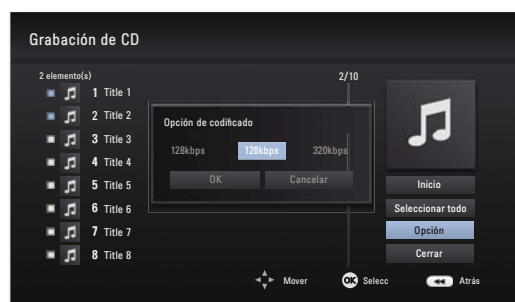 Grabación de CD
2 elemento(s)
2/10
1 Title 1
2 Title 2
3 Title 3
4 Title 4
5 Title 5
6 Title 6
7 Title 7
8 Title 8
Opción de codificado
128kbps 128kbps 320kbps
OK Cancelar
Inicio
Seleccionar todo
Opción
Cerrar
Mover OK Selecc Atrás